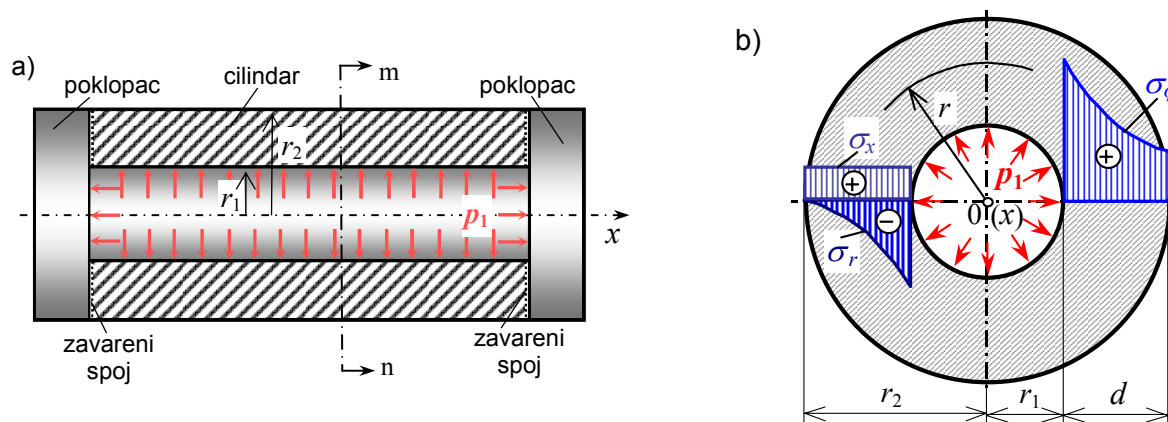 a)
poklopac
cilindar
m
poklopac
r₂
r₁
p₁
x
zavareni
spoj
n
zavareni
spoj
b)
r
σₓ
+
p₁
0 (x)
−
σᵣ
+
r₂
r₁
d